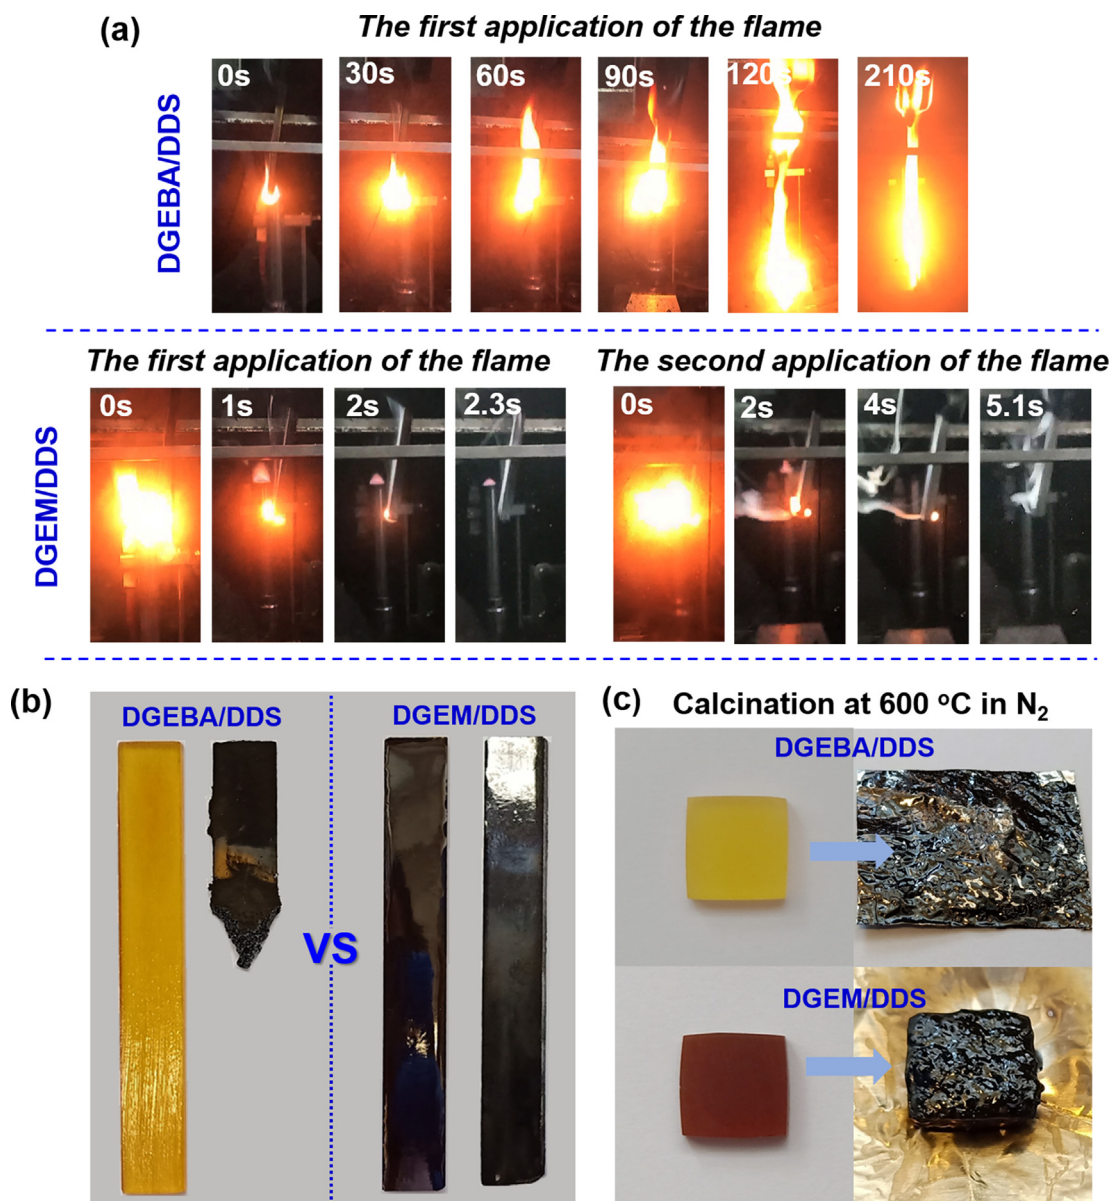 (a)
The first application of the flame
DGEBA/DDS
0s
30s
60s
90s
120s
210s
The first application of the flame
The second application of the flame
DGEM/DDS
0s
1s
2s
2.3s
0s
2s
4s
5.1s
(b)
DGEBA/DDS
DGEM/DDS
VS
(c)
Calcination at 600 °C in N₂
DGEBA/DDS
DGEM/DDS